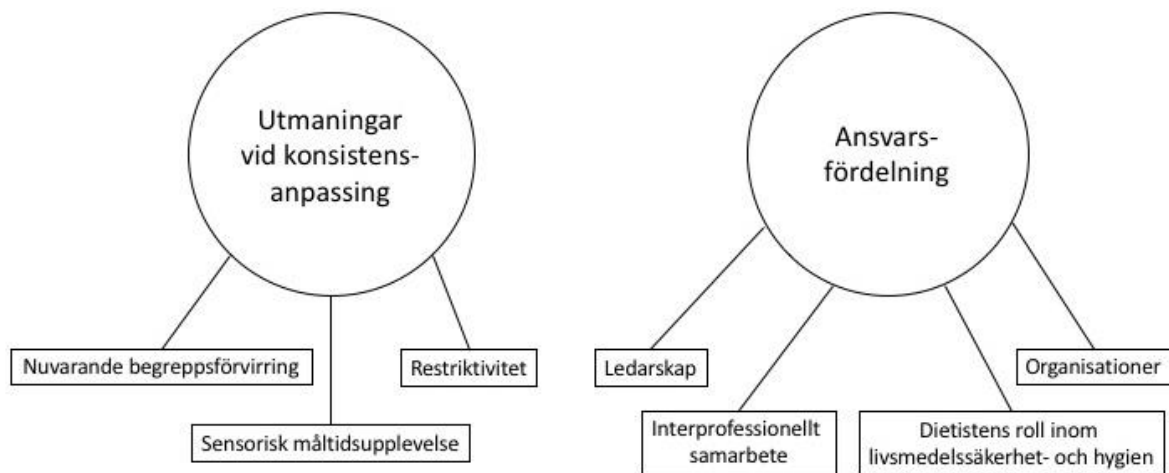 Utmaningar
vid konsistens-
anpassing
Nuvarande begreppsförvirring
Sensorisk måltidsupplevelse
Restriktivitet
Ansvars-
fördelning
Ledarskap
Interprofessionellt
samarbete
Dietistens roll inom
livsmedelssäkerhet- och hygien
Organisationer